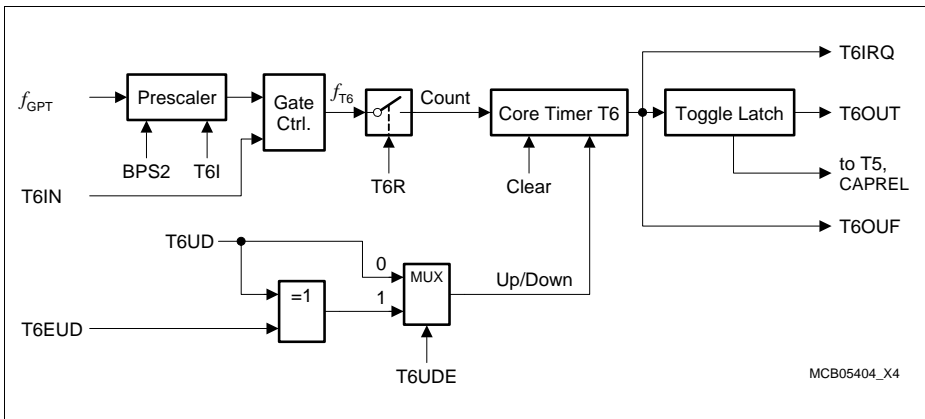 T6IRQ
fGPT
Prescaler
Gate
Ctrl.
fT6
Count
Core Timer T6
Toggle Latch
T6OUT
BPS2
T6I
T6R
Clear
to T5,
CAPREL
T6IN
T6OUF
T6UD
0
MUX
Up/Down
=1
1
T6EUD
T6UDE
MCB05404_X4